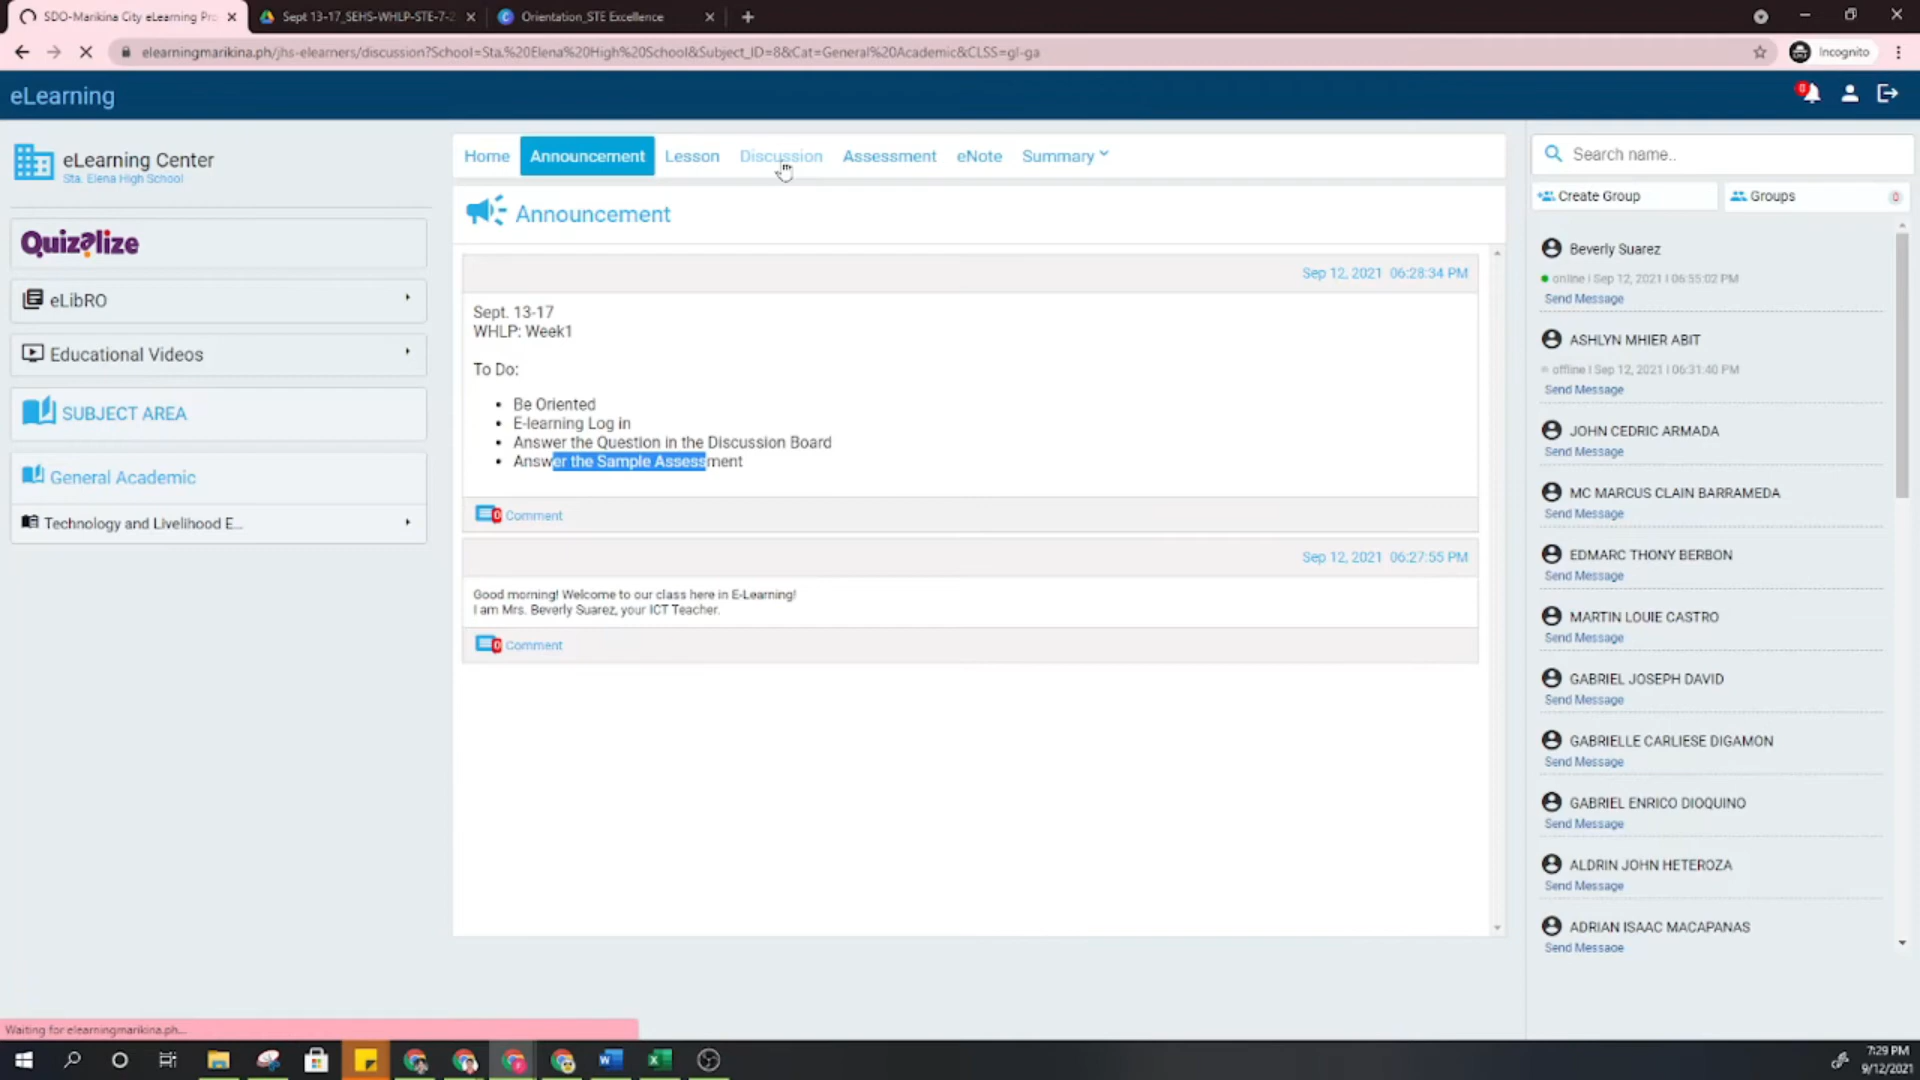 SDO-Marikina City eLearning Pr
Sept 13-17_SEHS-WHLP-STE-7-2
Orientation_STE Excellence
elearningmarikina.ph/jhs-elearners/discussion?School=Sta.%20Elena%20High%20School&Subject_ID=8&Cat=General%20Academic&CLSS=gl-ga
Incognito
eLearning
0
eLearning Center
Sta. Elena High School
Quizalize
eLibRO
Educational Videos
SUBJECT AREA
General Academic
Technology and Livelihood E...
Home Announcement Lesson Discussion Assessment eNote Summary
Announcement
Sep 12, 2021 06:28:34 PM
Sept. 13-17
WHLP: Week1
To Do:
• Be Oriented
• E-learning Log in
• Answer the Question in the Discussion Board
• Answer the Sample Assessment
0 Comment
Sep 12, 2021 06:27:55 PM
Good morning! Welcome to our class here in E-Learning!
I am Mrs. Beverly Suarez, your ICT Teacher.
0 Comment
Search name..
Create Group Groups 0
Beverly Suarez
online | Sep 12, 2021 | 06:55:02 PM
Send Message
ASHLYN MHIER ABIT
offline | Sep 12, 2021 | 06:31:40 PM
Send Message
JOHN CEDRIC ARMADA
Send Message
MC MARCUS CLAIN BARRAMEDA
Send Message
EDMARC THONY BERBON
Send Message
MARTIN LOUIE CASTRO
Send Message
GABRIEL JOSEPH DAVID
Send Message
GABRIELLE CARLIESE DIGAMON
Send Message
GABRIEL ENRICO DIOQUINO
Send Message
ALDRIN JOHN HETEROZA
Send Message
ADRIAN ISAAC MACAPANAS
Send Message
Waiting for elearningmarikina.ph...
7:29 PM
9/12/2021